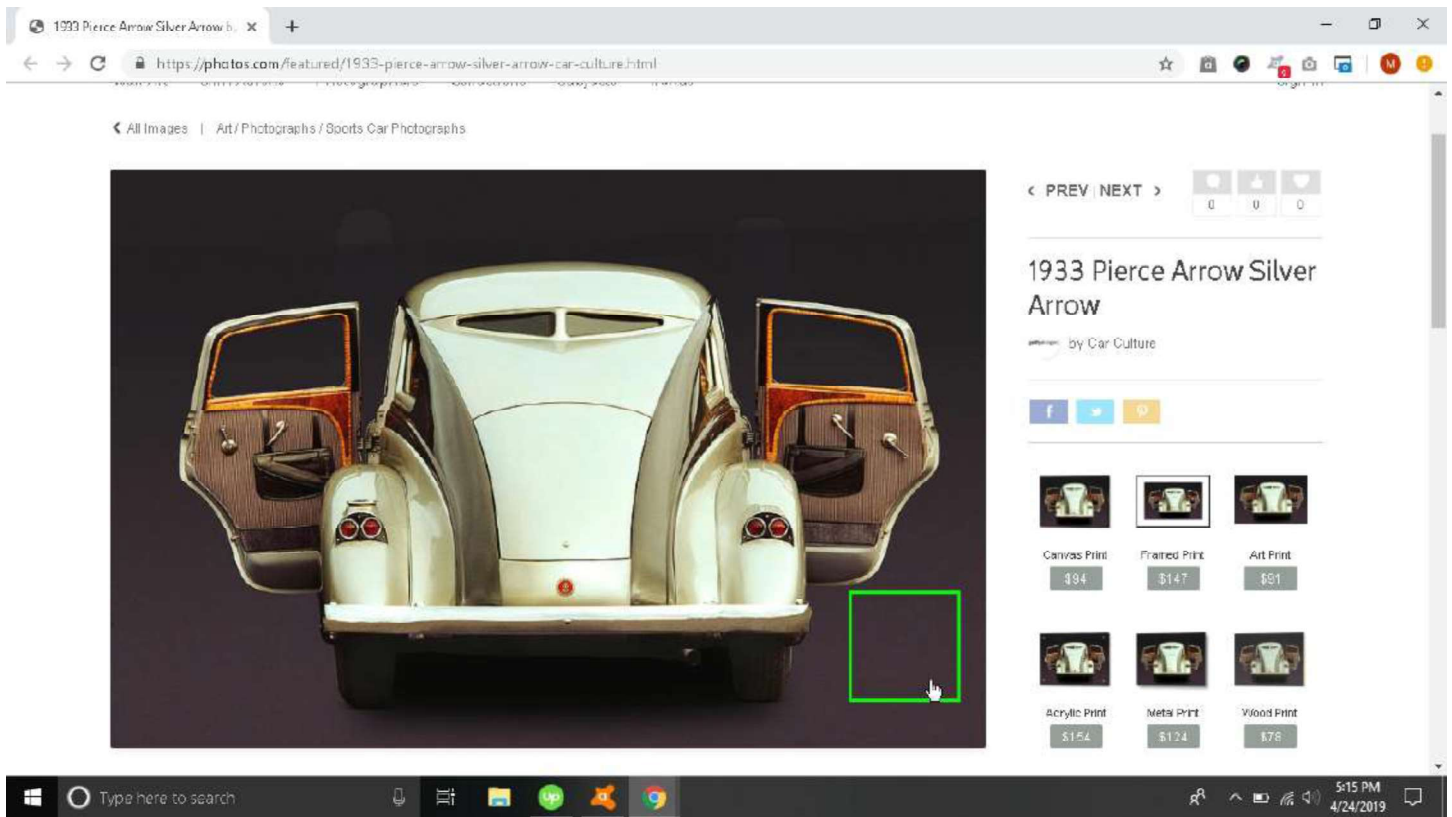 1933 Pierce Arrow Silver Arrow b
https://photos.com/featured/1933-pierce-arrow-silver-arrow-car-culture.html
M
Sign In
All Images | Art / Photographs / Sports Car Photographs
PREV | NEXT
0 0 0
1933 Pierce Arrow Silver
Arrow
by Car Culture
Canvas Print Framed Print Art Print
$94 $147 $91
Acrylic Print Metal Print Wood Print
$154 $124 $78
Type here to search
up
5:15 PM
4/24/2019